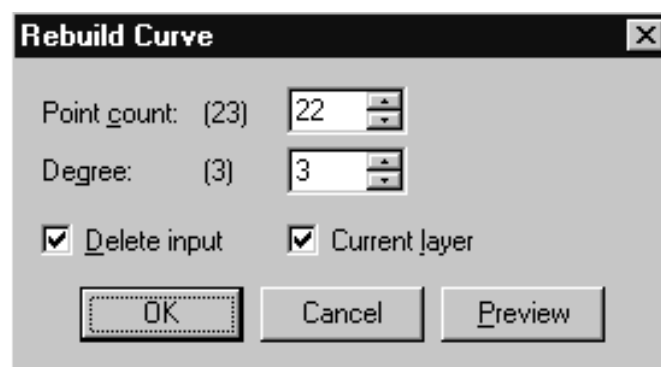 Rebuild Curve
Point count: (23) 22
Degree: (3) 3
Delete input Current layer
OK Cancel Preview